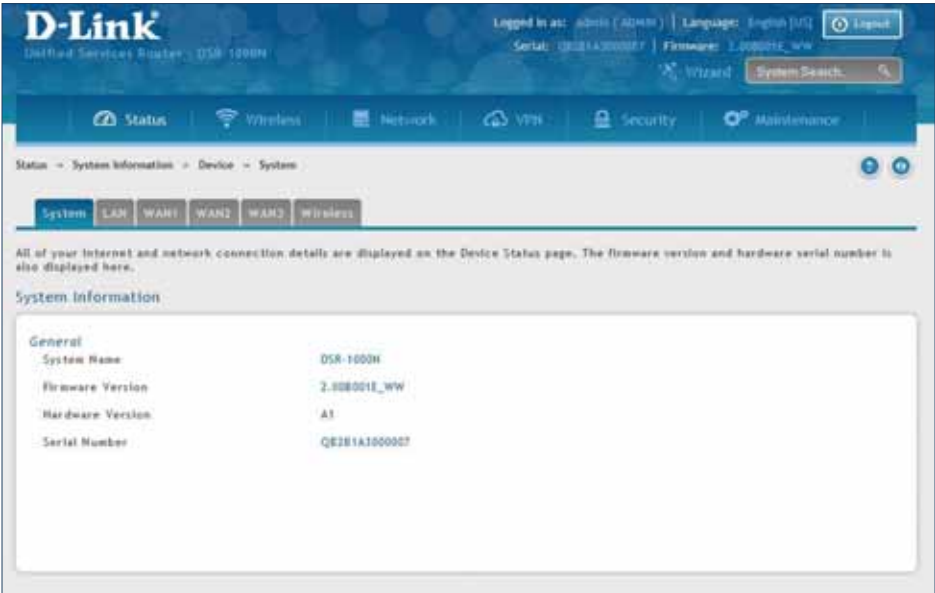 D-Link
Unified Services Router - DSR-1000N
Logged in as: admin ( ADMIN ) | Language: English [US]
Logout
Serial: | Firmware: 2.00B001E_WW
Wizard
System Search.
Status
Wireless
Network
VPN
Security
Maintenance
Status » System Information » Device » System
System
LAN
WAN1
WAN2
WAN3
Wireless
All of your Internet and network connection details are displayed on the Device Status page. The firmware version and hardware serial number is
also displayed here.
System Information
General
System Name DSR-1000N
Firmware Version 2.00B001E_WW
Hardware Version A1
Serial Number QB2B1A3000007